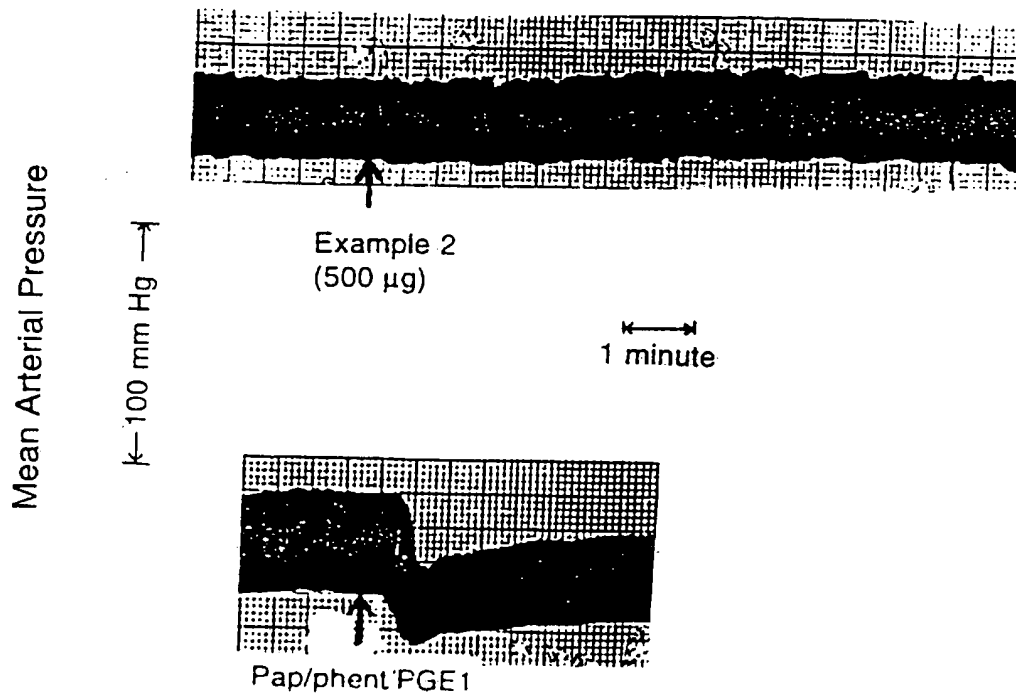 Mean Arterial Pressure
100 mm Hg
Example 2
(500 µg)
1 minute
Pap/phent PGE1